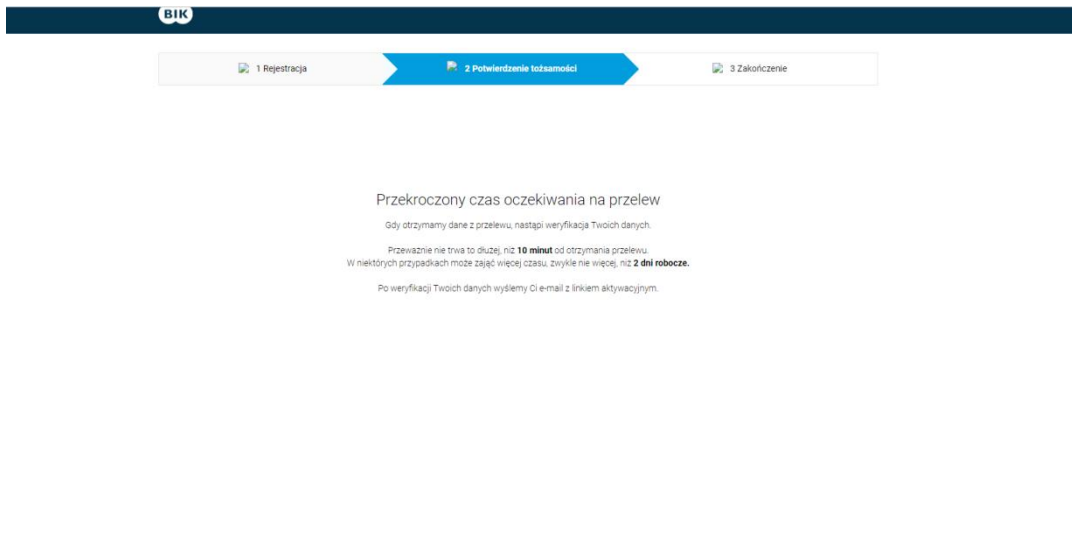 BIK
1 Rejestracja
2 Potwierdzenie tożsamości
3 Zakończenie
Przekroczony czas oczekiwania na przelew
Gdy otrzymamy dane z przelewu, nastąpi weryfikacja Twoich danych.
Przeważnie nie trwa to dłużej, niż 10 minut od otrzymania przelewu.
W niektórych przypadkach może zająć więcej czasu, zwykle nie więcej, niż 2 dni robocze.
Po weryfikacji Twoich danych wyślemy Ci e-mail z linkiem aktywacyjnym.